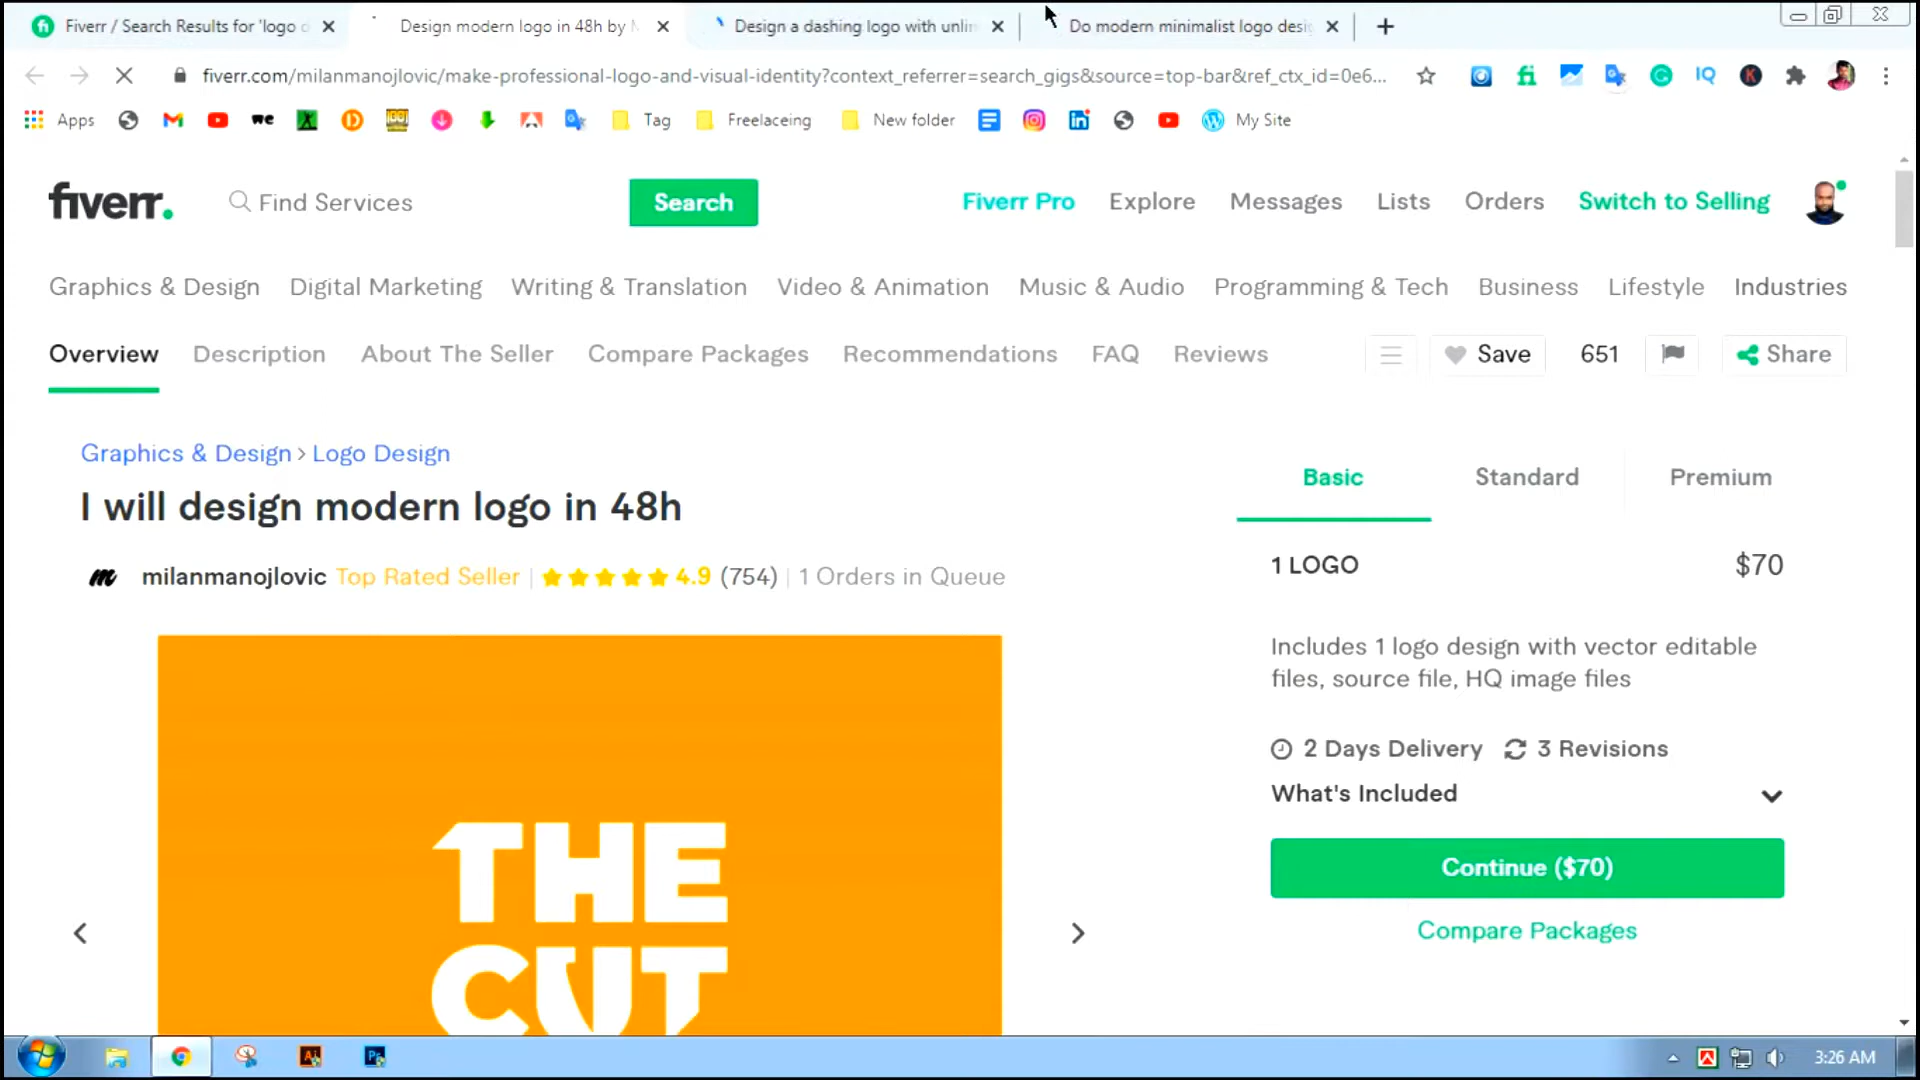 Fiverr / Search Results for 'logo d
Design modern logo in 48h by
Design a dashing logo with unlin
Do modern minimalist logo desi
fiverr.com/milanmanojlovic/make-professional-logo-and-visual-identity?context_referrer=search_gigs&source=top-bar&ref_ctx_id=0e6...
Apps
Tag
Freelaceing
New folder
My Site
fiverr.
Find Services
Search
Fiverr Pro
Explore
Messages
Lists
Orders
Switch to Selling
Graphics & Design
Digital Marketing
Writing & Translation
Video & Animation
Music & Audio
Programming & Tech
Business
Lifestyle
Industries
Overview
Description
About The Seller
Compare Packages
Recommendations
FAQ
Reviews
Save
651
Share
Graphics & Design › Logo Design
I will design modern logo in 48h
milanmanojlovic Top Rated Seller | 4.9 (754) | 1 Orders in Queue
THE
CUT
Basic
Standard
Premium
1 LOGO
$70
Includes 1 logo design with vector editable
files, source file, HQ image files
2 Days Delivery
3 Revisions
What's Included
Continue ($70)
Compare Packages
3:26 AM